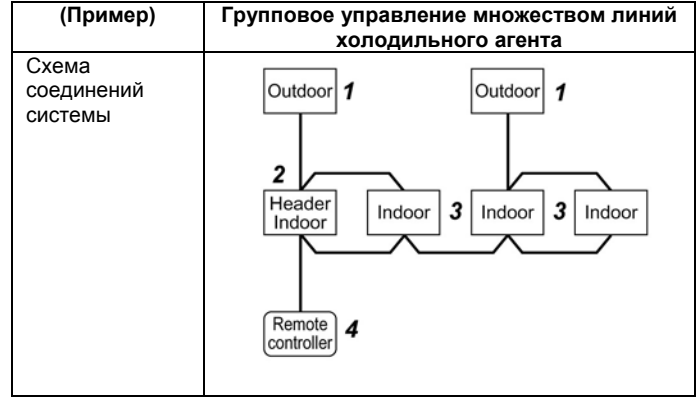 (Пример)
Групповое управление множеством линий
холодильного агента
Схема
соединений
системы
Outdoor 1
Outdoor 1
2
Header
Indoor
Indoor 3
Indoor 3
Indoor
Remote
controller 4